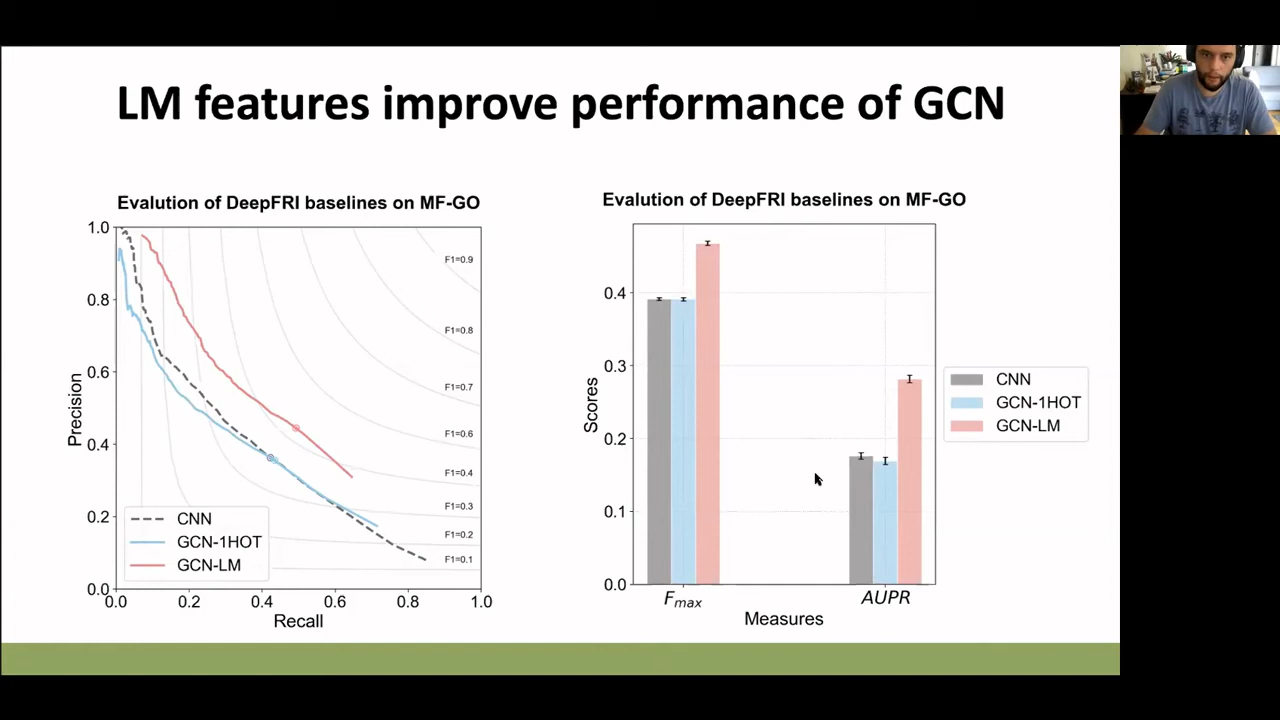 LM features improve performance of GCN
Evalution of DeepFRI baselines on MF-GO
1.0
0.8
0.6
0.4
0.2
0.0
Precision
F1=0.9
F1=0.8
F1=0.7
F1=0.6
F1=0.4
F1=0.3
F1=0.2
F1=0.1
CNN
GCN-1HOT
GCN-LM
0.0 0.2 0.4 0.6 0.8 1.0
Recall
Evalution of DeepFRI baselines on MF-GO
0.4
0.3
0.2
0.1
0.0
Scores
Fmax AUPR
Measures
CNN
GCN-1HOT
GCN-LM